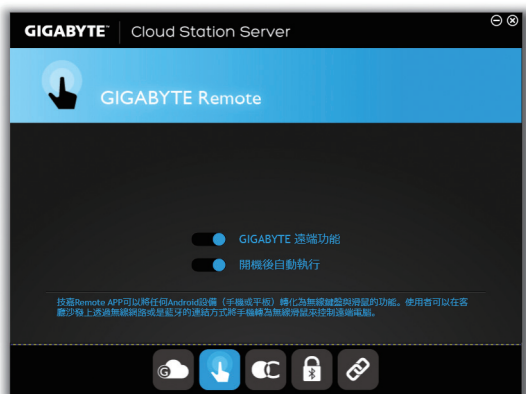 GIGABYTE™ Cloud Station Server
GIGABYTE Remote
GIGABYTE 遠端功能
開機後自動執行
技嘉Remote APP可以將任何Android設備（手機或平板）轉化為無線鍵盤與滑鼠的功能。使用者可以在客
廳沙發上透過無線網路或是藍牙的連結方式將手機轉為無線滑鼠來控制遠端電腦。
G